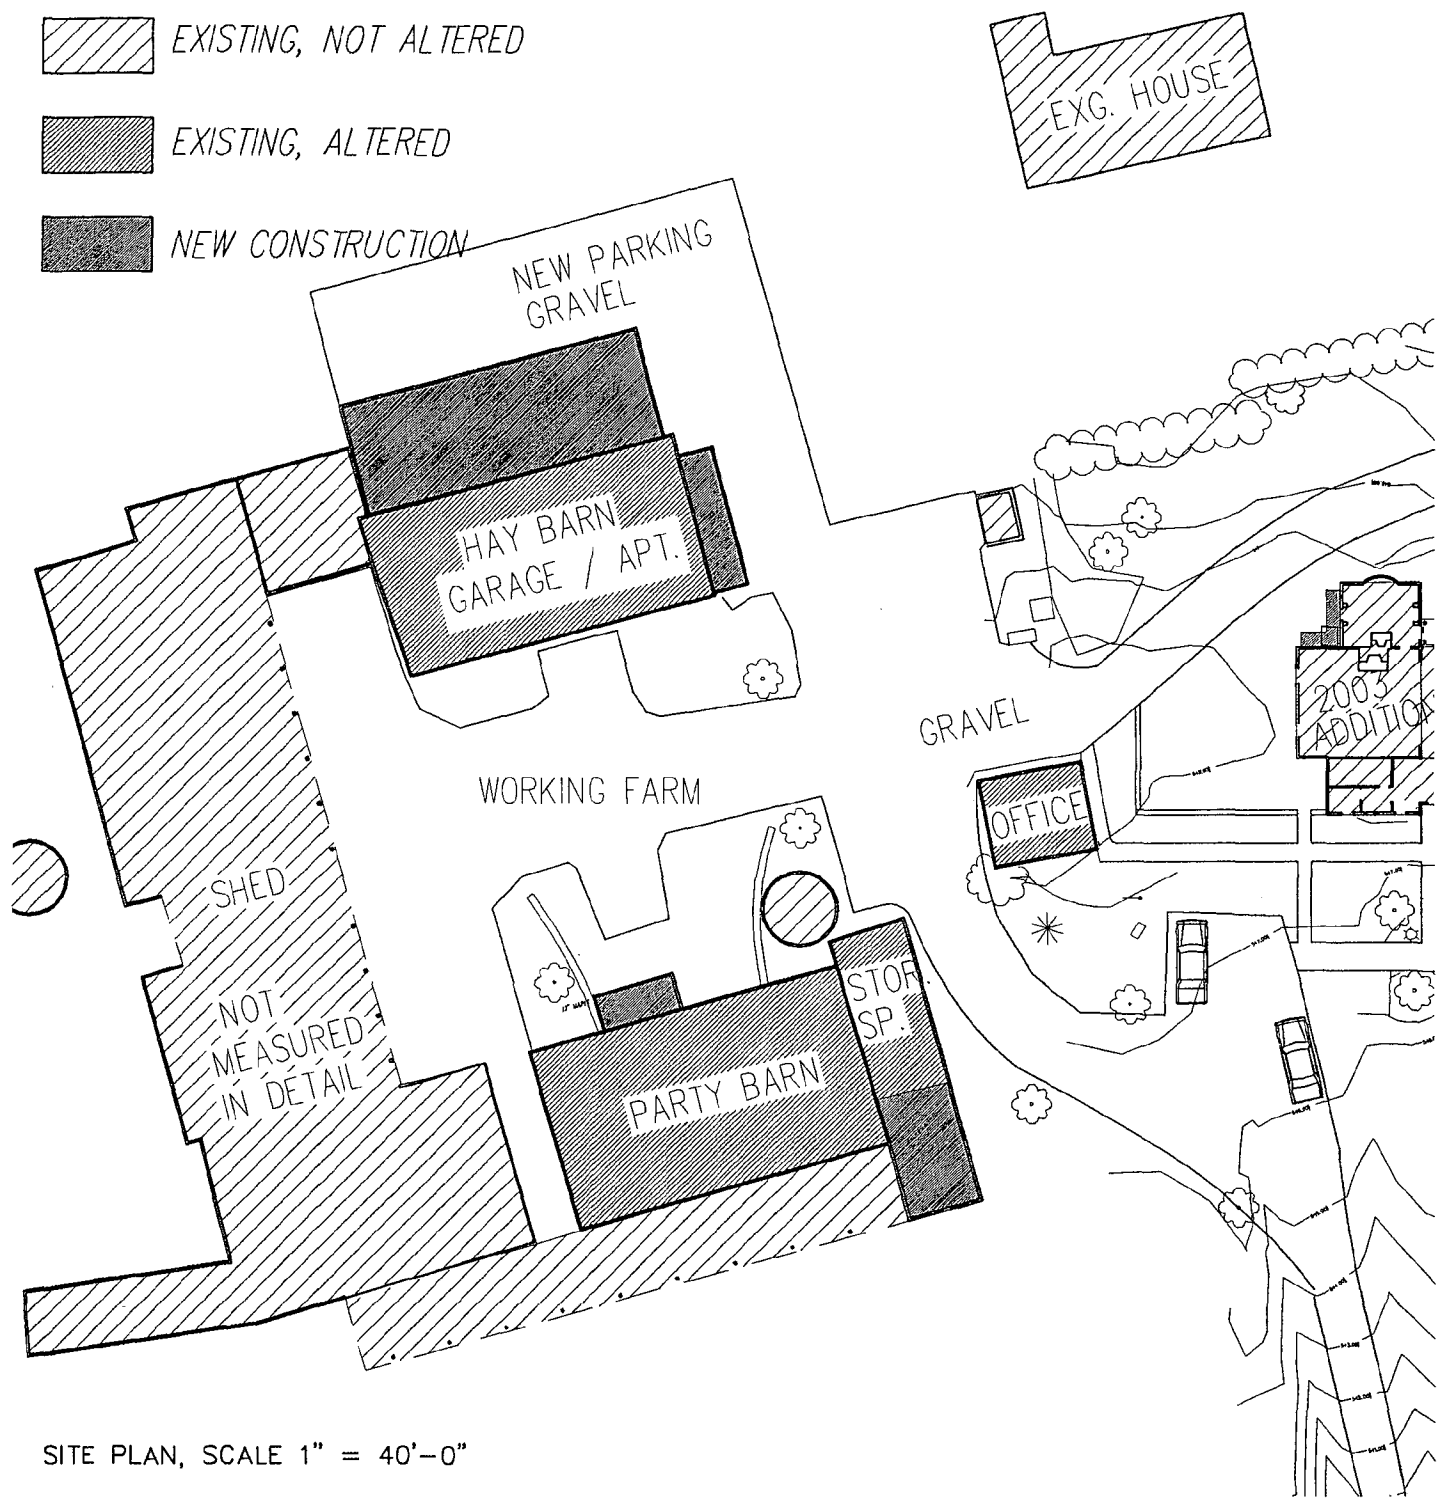 EXISTING, NOT ALTERED
EXG. HOUSE
EXISTING, ALTERED
NEW CONSTRUCTION
NEW PARKING
GRAVEL
HAY BARN
GARAGE / APT.
2003
ADDITION
GRAVEL
WORKING FARM
OFFICE
SHED
STOR.
SP.
NOT
MEASURED
IN DETAIL
PARTY BARN
SITE PLAN, SCALE 1" = 40'-0"